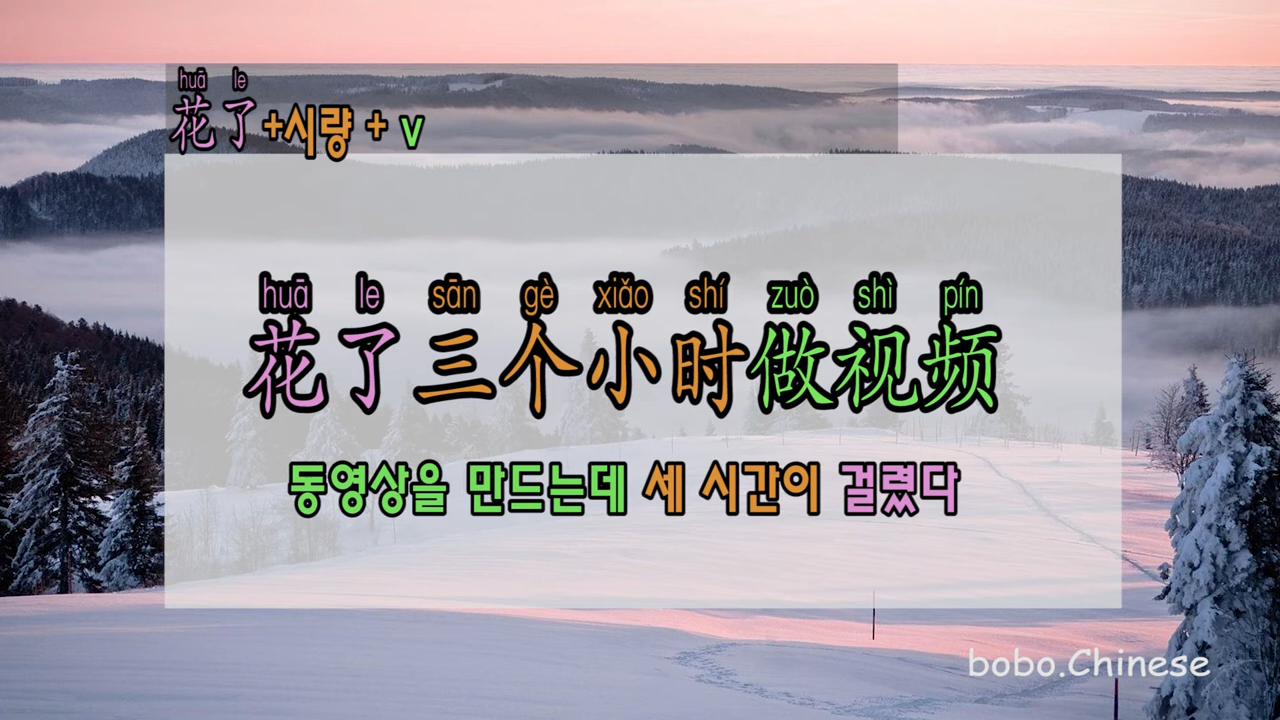 huā le
花了+시량 + v
huā le sān gè xiǎo shí zuò shì pín
花了三个小时做视频
동영상을 만드는데 세 시간이 걸렸다
bobo.Chinese